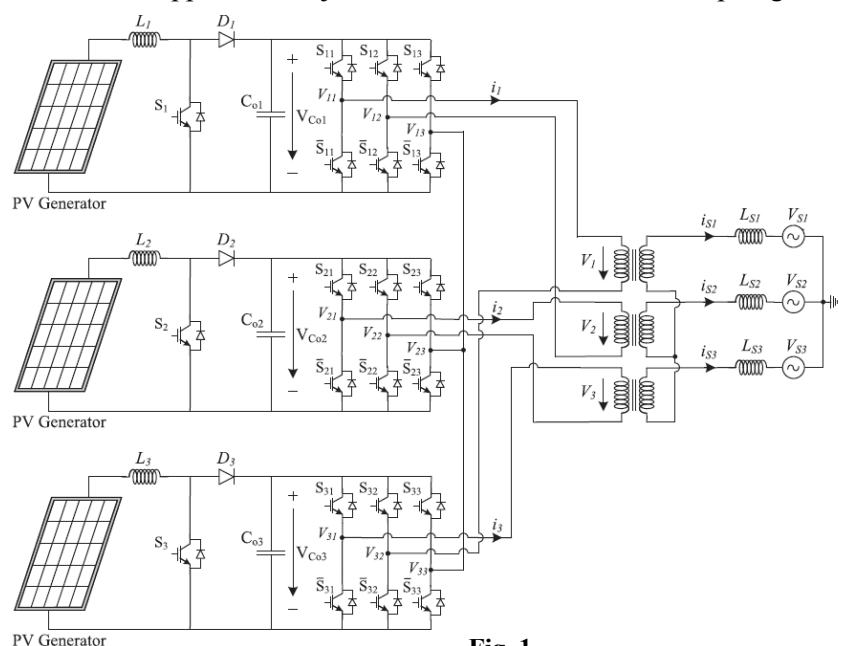 L1 D1
S1 Co1 + VCo1 −
S11 S12 S13
V11 V12 V13
S̅11 S̅12 S̅13
i1
PV Generator
L2 D2
S2 Co2 + VCo2 −
S21 S22 S23
V21 V22 V23
S̅21 S̅22 S̅23
i2
PV Generator
L3 D3
S3 Co3 + VCo3 −
S31 S32 S33
V31 V32 V33
S̅31 S̅32 S̅33
i3
PV Generator
V1
V2
V3
iS1 LS1 VS1
iS2 LS2 VS2
iS3 LS3 VS3